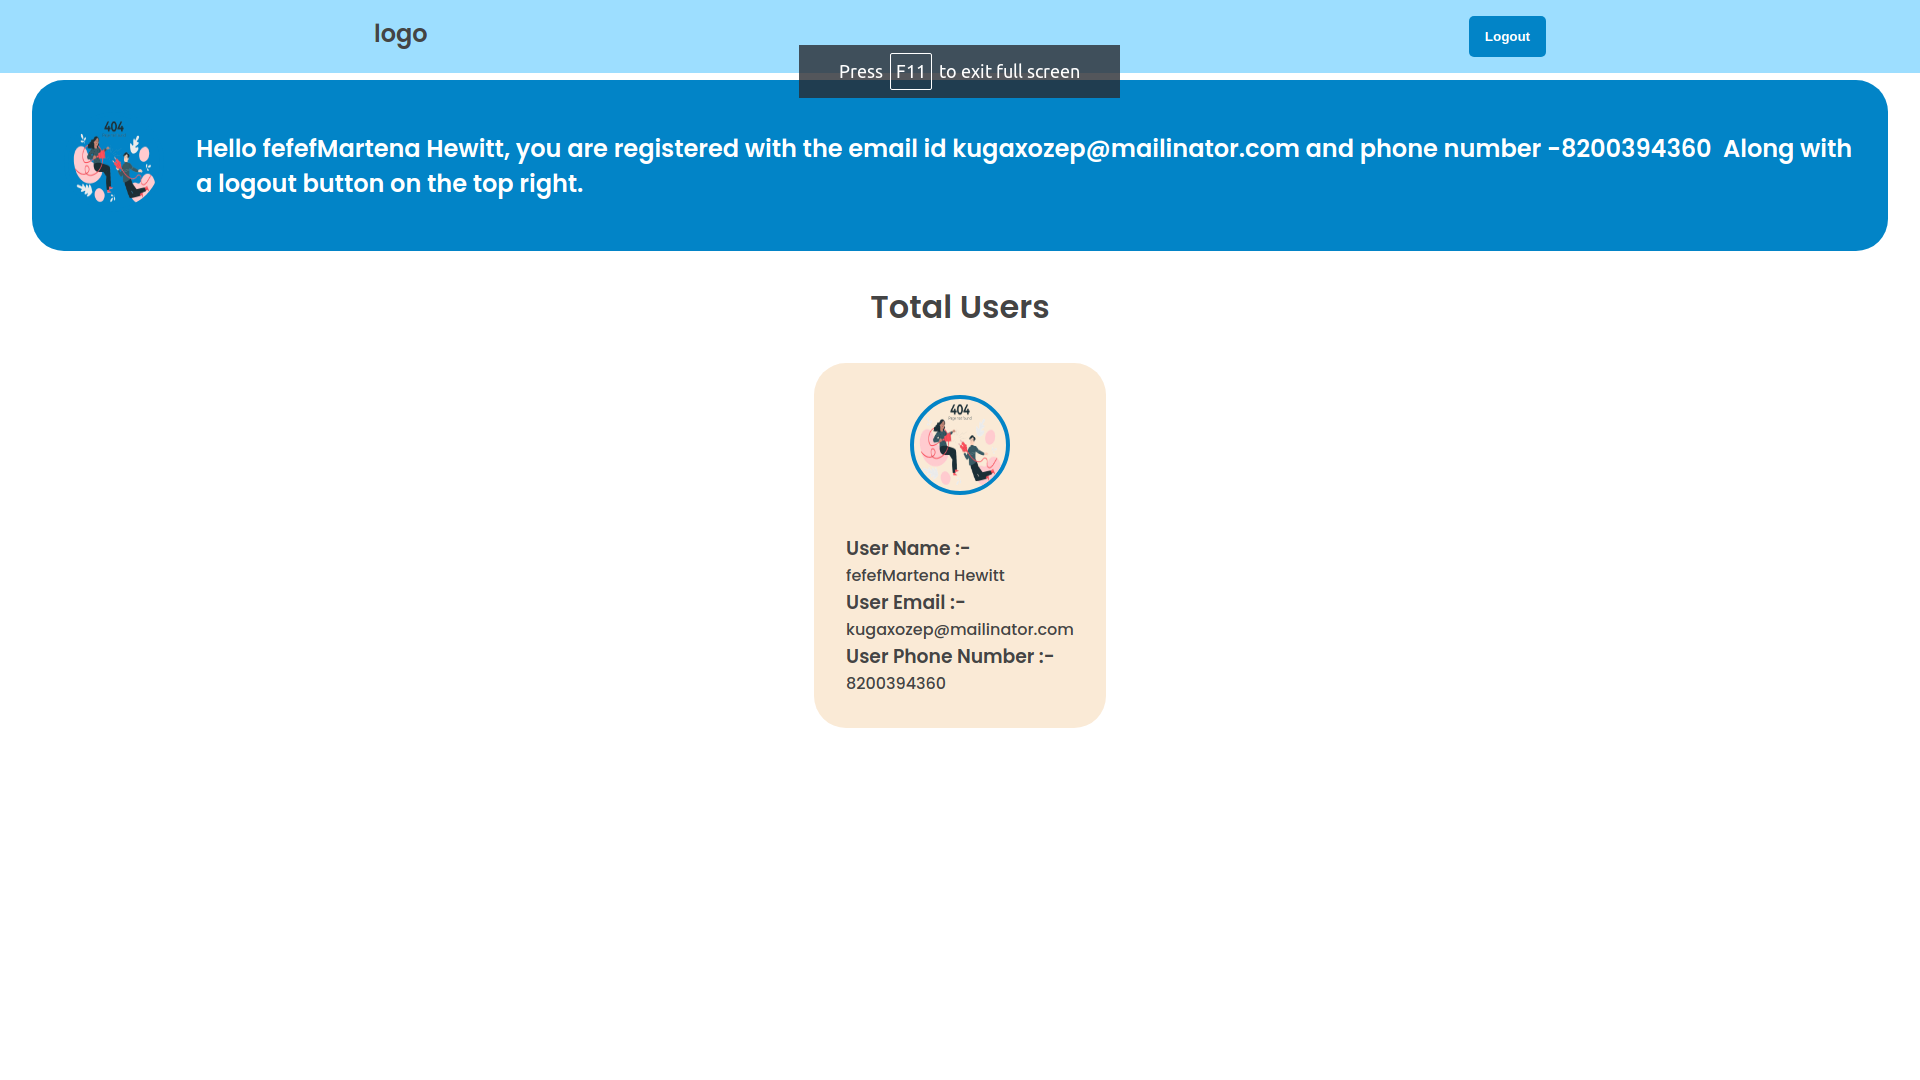 logo
Logout
Press F11 to exit full screen
404
Hello fefefMartena Hewitt, you are registered with the email id kugaxozep@mailinator.com and phone number -8200394360 Along with
a logout button on the top right.
Total Users
404
User Name :-
fefefMartena Hewitt
User Email :-
kugaxozep@mailinator.com
User Phone Number :-
8200394360